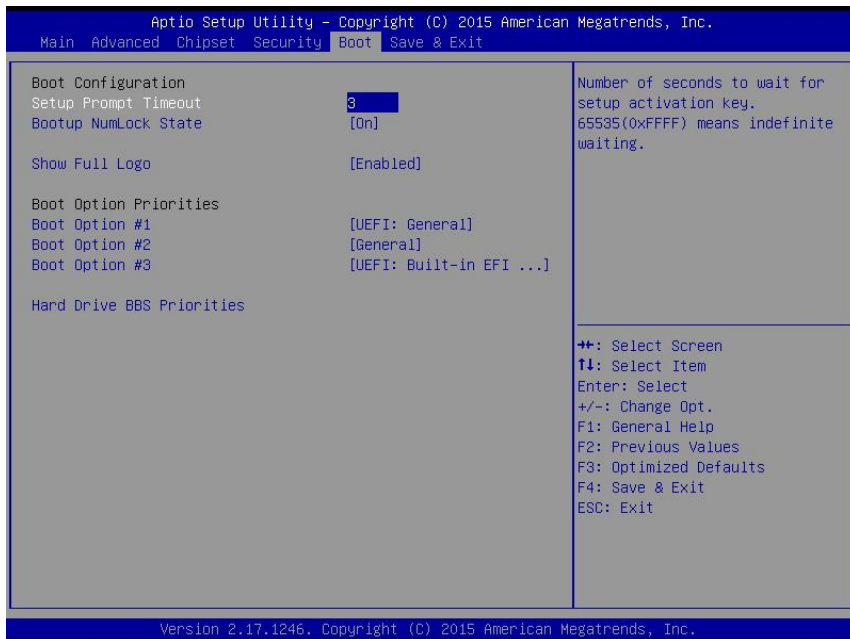 Aptio Setup Utility – Copyright (C) 2015 American Megatrends, Inc.
Main Advanced Chipset Security Boot Save & Exit
Boot Configuration
Setup Prompt Timeout 3
Bootup NumLock State [On]
Show Full Logo [Enabled]
Boot Option Priorities
Boot Option #1 [UEFI: General]
Boot Option #2 [General]
Boot Option #3 [UEFI: Built-in EFI ...]
Hard Drive BBS Priorities
Number of seconds to wait for
setup activation key.
65535(0xFFFF) means indefinite
waiting.
→←: Select Screen
↑↓: Select Item
Enter: Select
+/-: Change Opt.
F1: General Help
F2: Previous Values
F3: Optimized Defaults
F4: Save & Exit
ESC: Exit
Version 2.17.1246. Copyright (C) 2015 American Megatrends, Inc.